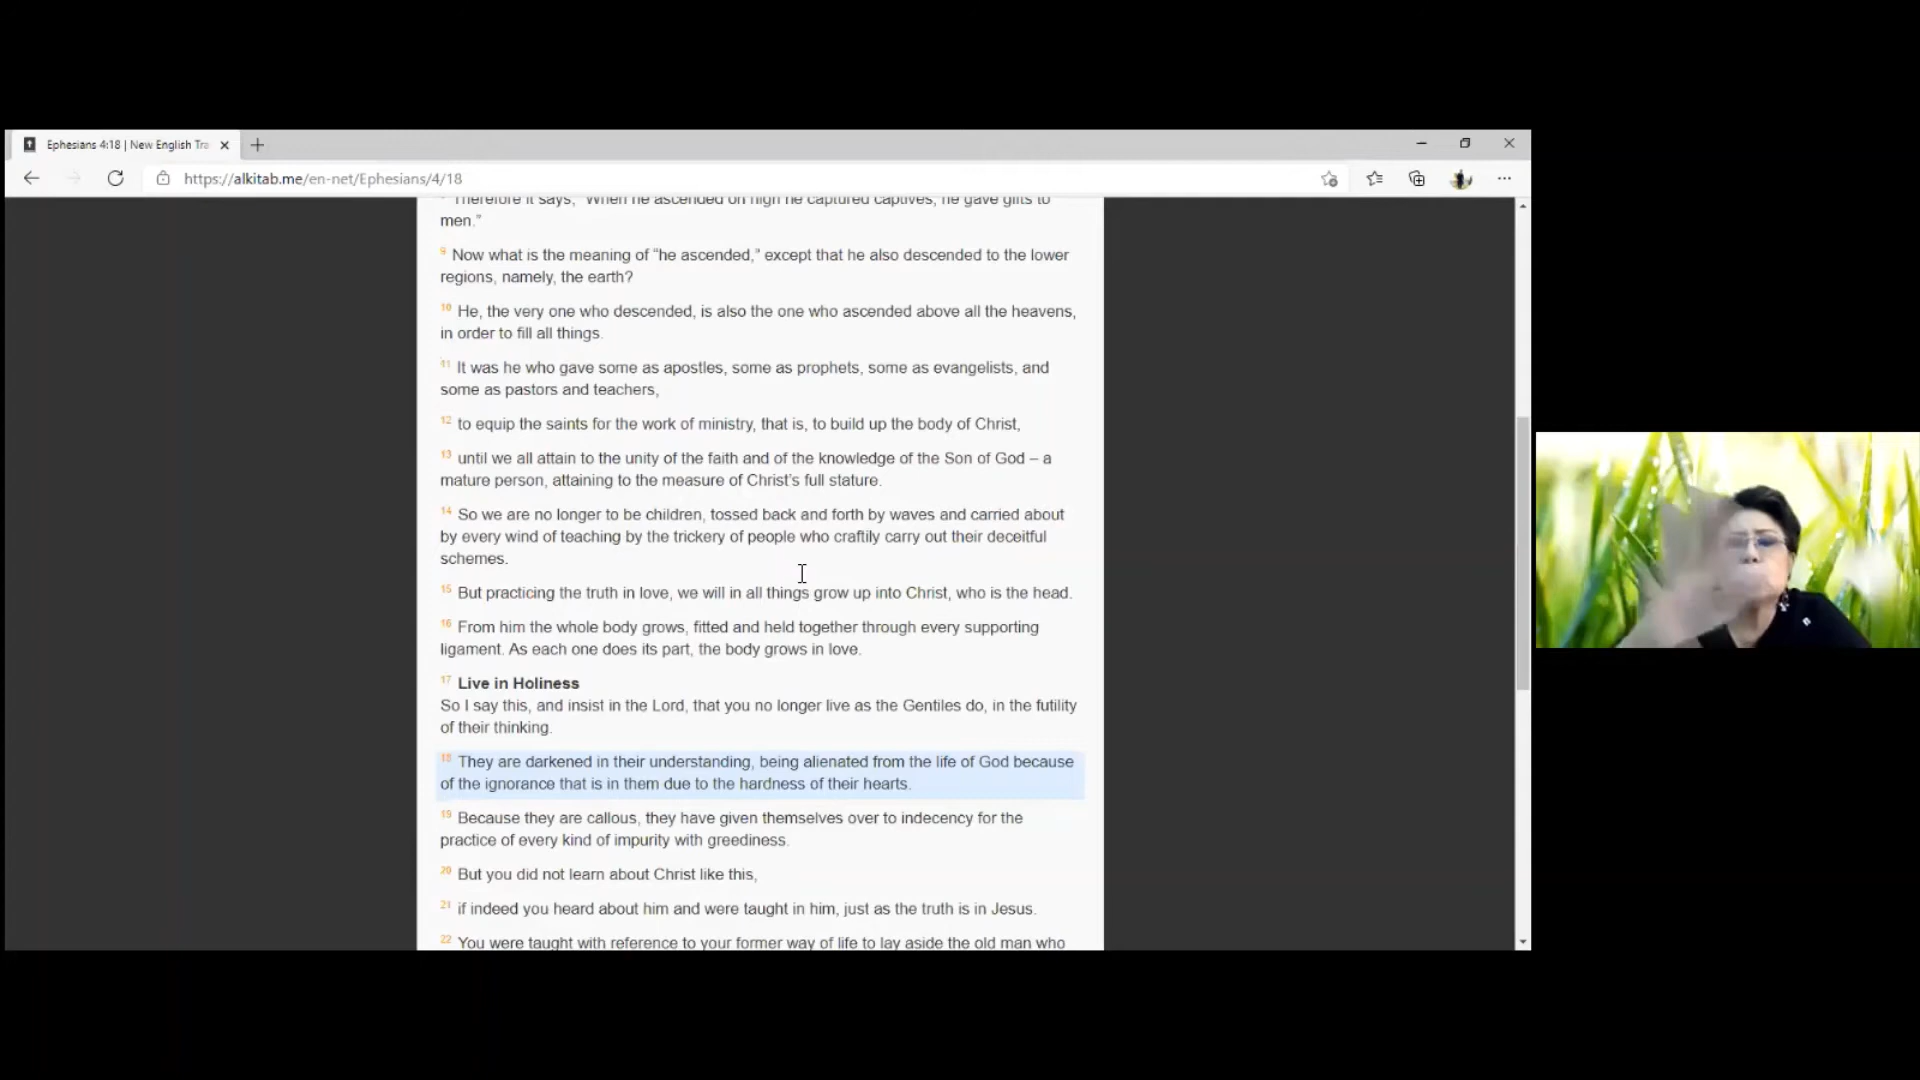 Ephesians 4:18 | New English Tra
https://alkitab.me/en-net/Ephesians/4/18
Therefore it says, "When he ascended on high he captured captives; he gave gifts to
men."
9 Now what is the meaning of “he ascended,” except that he also descended to the lower
regions, namely, the earth?
10 He, the very one who descended, is also the one who ascended above all the heavens,
in order to fill all things.
11 It was he who gave some as apostles, some as prophets, some as evangelists, and
some as pastors and teachers,
12 to equip the saints for the work of ministry, that is, to build up the body of Christ,
13 until we all attain to the unity of the faith and of the knowledge of the Son of God – a
mature person, attaining to the measure of Christ’s full stature.
14 So we are no longer to be children, tossed back and forth by waves and carried about
by every wind of teaching by the trickery of people who craftily carry out their deceitful
schemes.
15 But practicing the truth in love, we will in all things grow up into Christ, who is the head.
16 From him the whole body grows, fitted and held together through every supporting
ligament. As each one does its part, the body grows in love.
17 Live in Holiness
So I say this, and insist in the Lord, that you no longer live as the Gentiles do, in the futility
of their thinking.
18 They are darkened in their understanding, being alienated from the life of God because
of the ignorance that is in them due to the hardness of their hearts.
19 Because they are callous, they have given themselves over to indecency for the
practice of every kind of impurity with greediness.
20 But you did not learn about Christ like this,
21 if indeed you heard about him and were taught in him, just as the truth is in Jesus.
22 You were taught with reference to your former way of life to lay aside the old man who